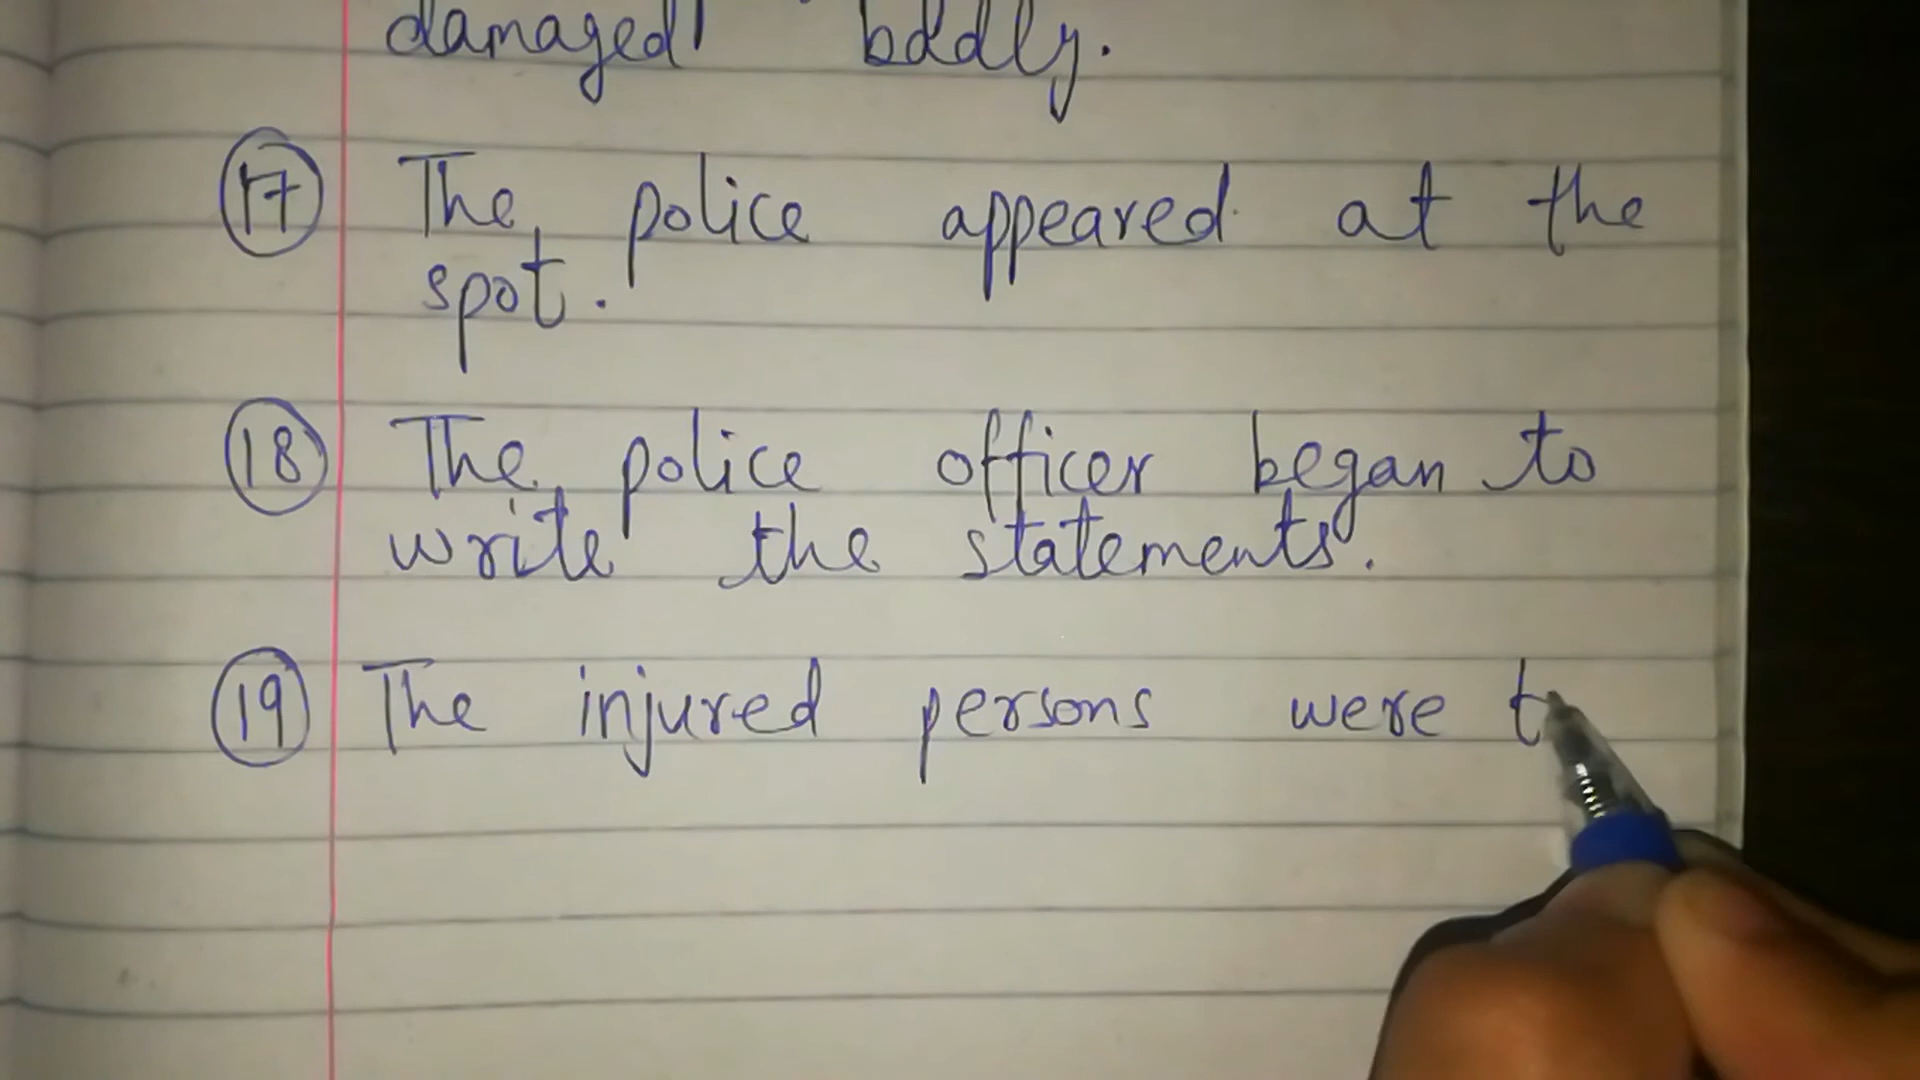 damaged badly.
17 The police appeared at the
spot.
18 The police officer began to
write the statements.
19 The injured persons were t